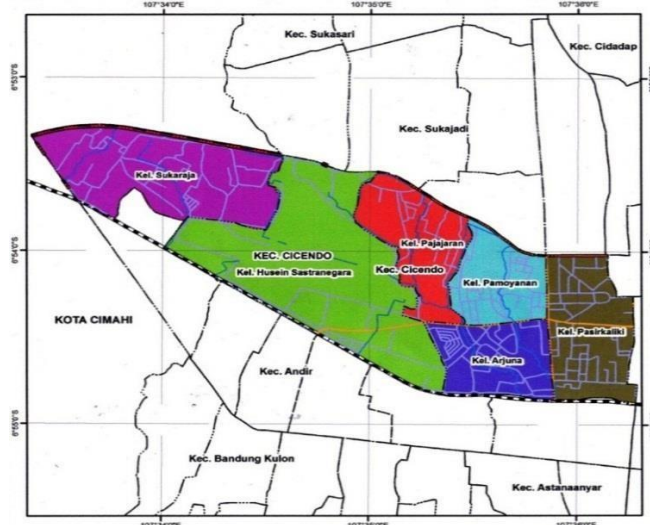 107°34'0"E
107°35'0"E
107°36'0"E
Kec. Sukasari
Kec. Cidadap
6°53'0"S
Kec. Sukajadi
Kel. Sukaraja
Kel. Pajajaran
6°54'0"S
KEC. CICENDO
Kec. Cicendo
Kel. Husein Sastranegara
Kel. Pamoyanan
KOTA CIMAHI
Kel. Pasirkaliki
Kel. Arjuna
Kec. Andir
6°55'0"S
Kec. Bandung Kulon
Kec. Astanaanyar